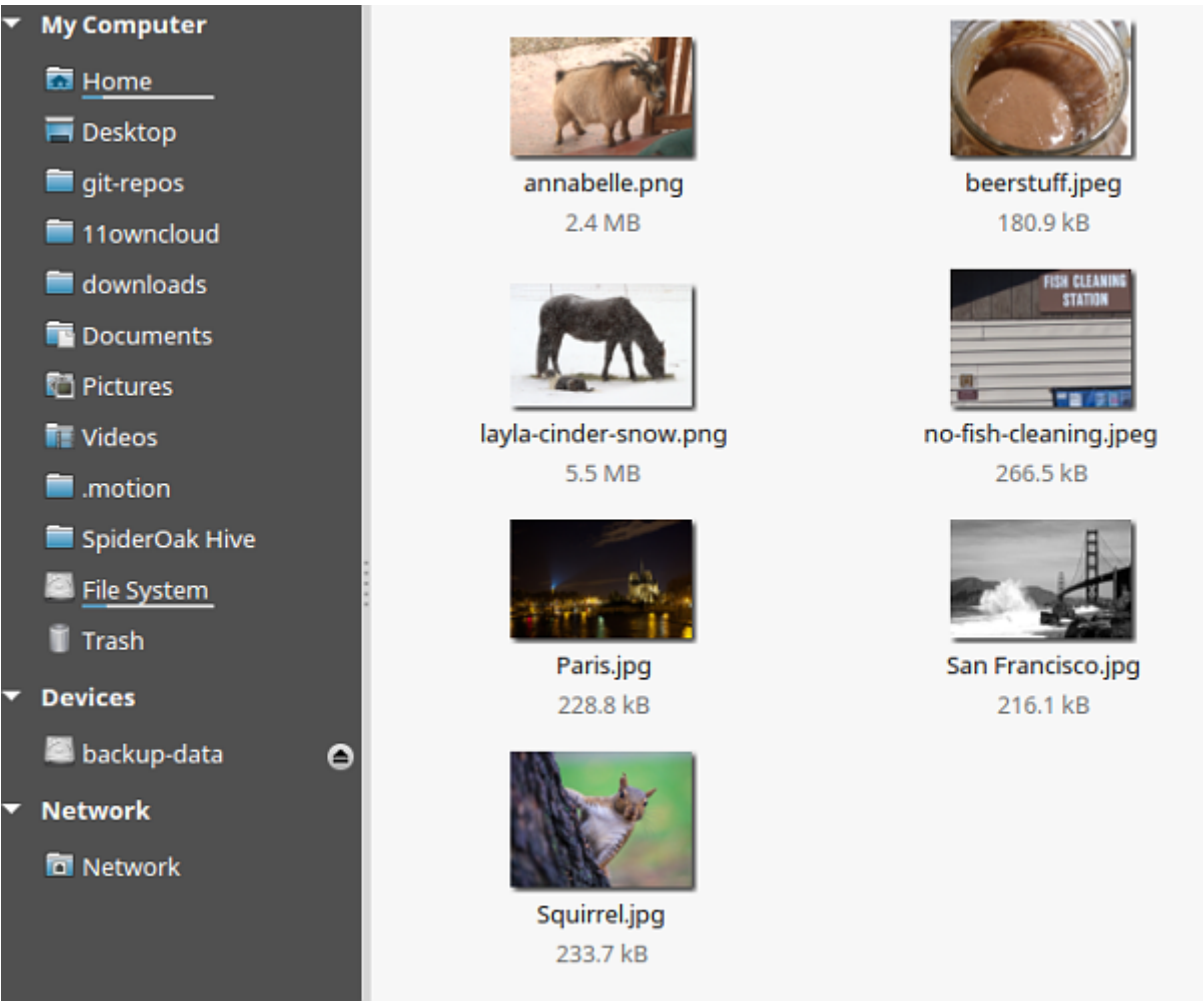 My Computer
Home
Desktop
git-repos
11owncloud
downloads
Documents
Pictures
Videos
.motion
SpiderOak Hive
File System
Trash
Devices
backup-data
Network
Network
annabelle.png
2.4 MB
beerstuff.jpeg
180.9 kB
FISH CLEANING
STATION
layla-cinder-snow.png
5.5 MB
no-fish-cleaning.jpeg
266.5 kB
Paris.jpg
228.8 kB
San Francisco.jpg
216.1 kB
Squirrel.jpg
233.7 kB